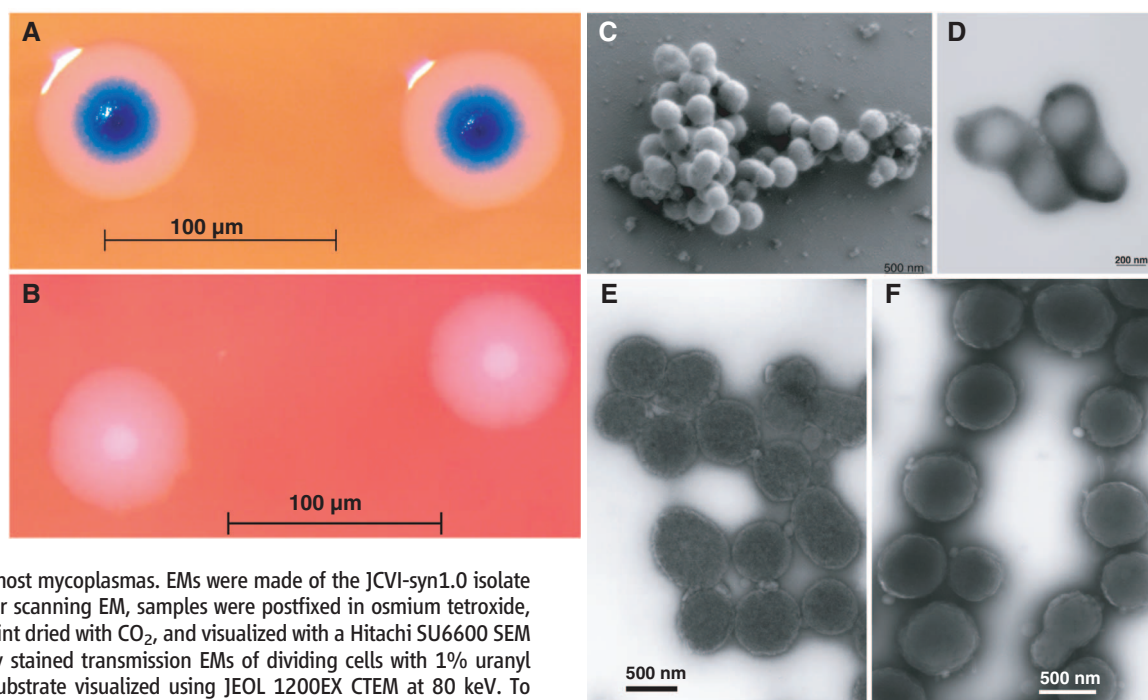 A
100 µm
B
100 µm
C
500 nm
D
200 nm
E
500 nm
F
500 nm
nost mycoplasmas. EMs were made of the JCVI-syn1.0 isolate
r scanning EM, samples were postfixed in osmium tetroxide,
int dried with CO₂, and visualized with a Hitachi SU6600 SEM
y stained transmission EMs of dividing cells with 1% uranyl
ubstrate visualized using JEOL 1200EX CTEM at 80 keV. To